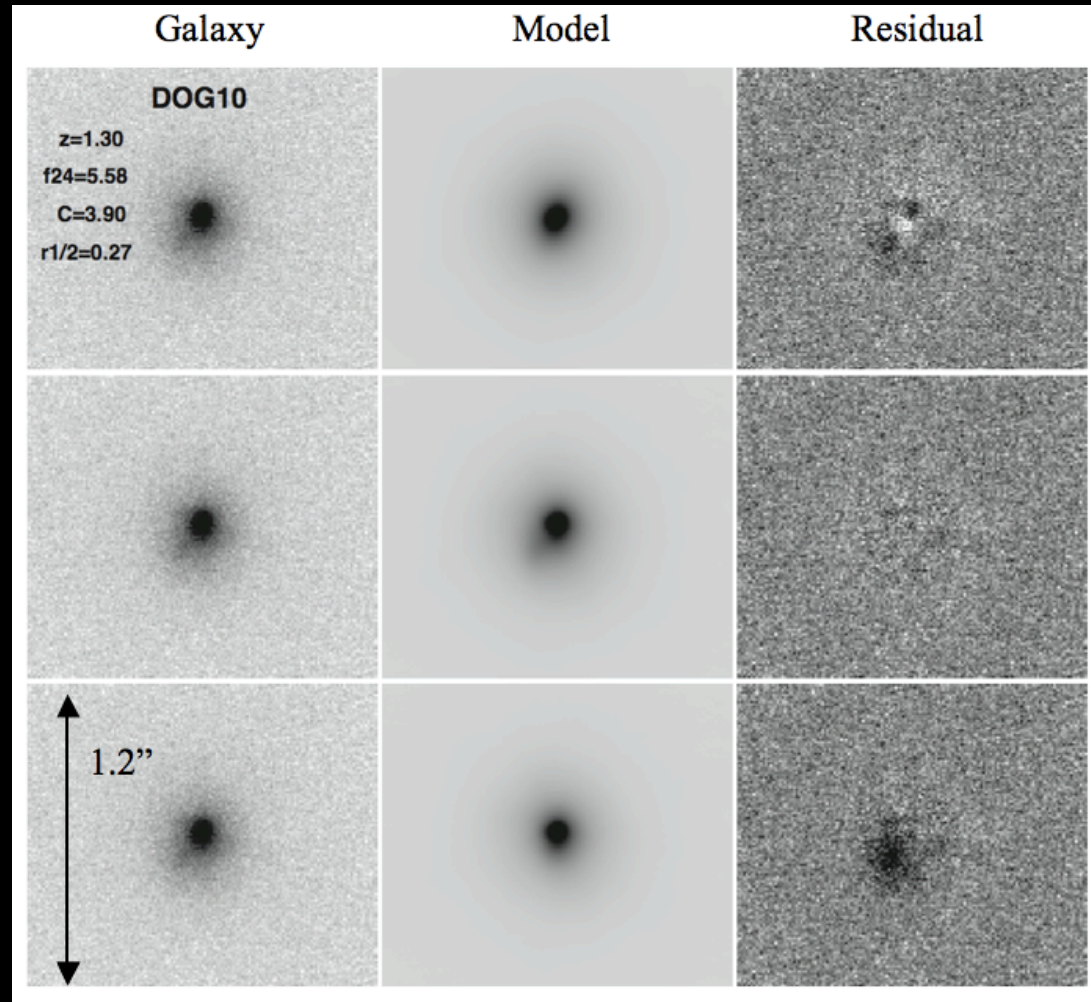 Galaxy Model Residual
DOG10
z=1.30
f24=5.58
C=3.90
r1/2=0.27
1.2”